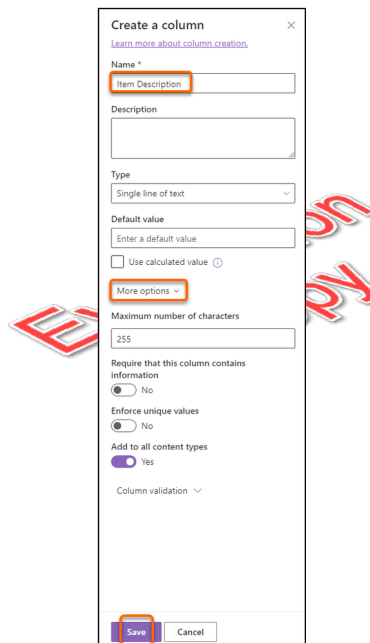 Create a column
Learn more about column creation.
Name *
Item Description
Description
Type
Single line of text
Default value
Enter a default value
Use calculated value
More options
Maximum number of characters
255
Require that this column contains
information
No
Enforce unique values
No
Add to all content types
Yes
Column validation
Save
Cancel